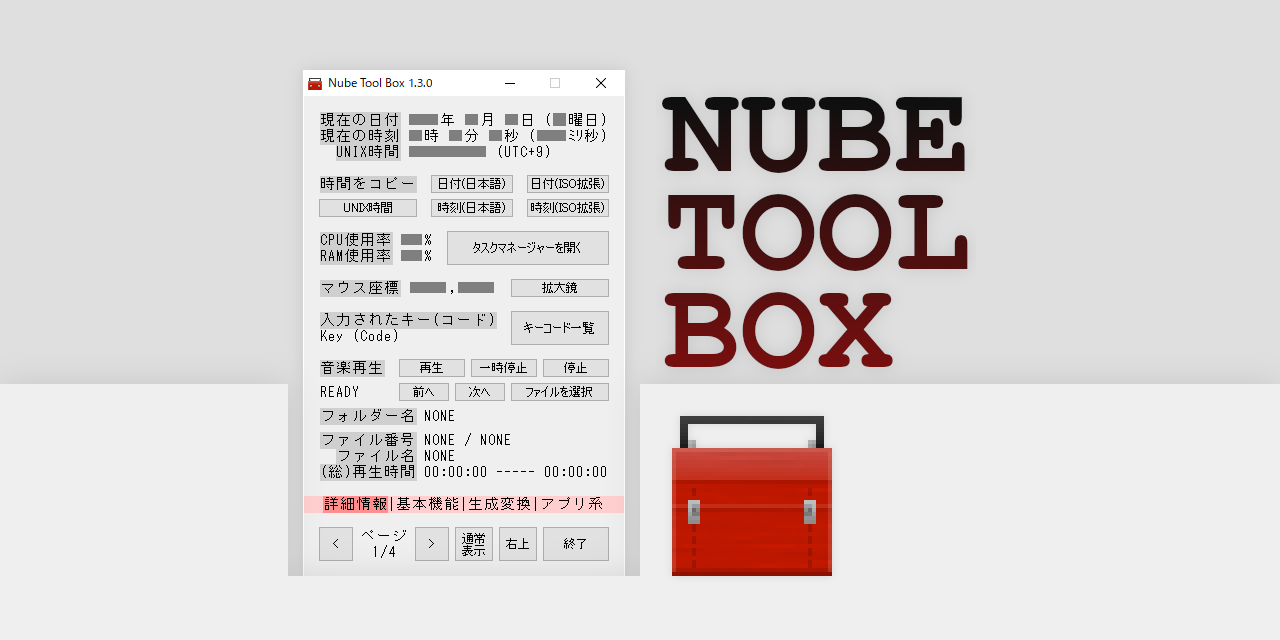 Nube Tool Box 1.3.0
現在の日付 年 月 日 (曜日)
現在の時刻 時 分 秒 (ミリ秒)
UNIX時間 (UTC+9)
時間をコピー 日付(日本語) 日付(ISO拡張)
UNIX時間 時刻(日本語) 時刻(ISO拡張)
CPU使用率 %
RAM使用率 %
タスクマネージャーを開く
マウス座標 , 拡大鏡
入力されたキー(コード)
Key (Code)
キーコード一覧
音楽再生 再生 一時停止 停止
READY 前へ 次へ ファイルを選択
フォルダー名 NONE
ファイル番号 NONE / NONE
ファイル名 NONE
(総)再生時間 00:00:00 ----- 00:00:00
詳細情報|基本機能|生成変換|アプリ系
< ページ 1/4 > 通常表示 右上 終了
NUBE
TOOL
BOX